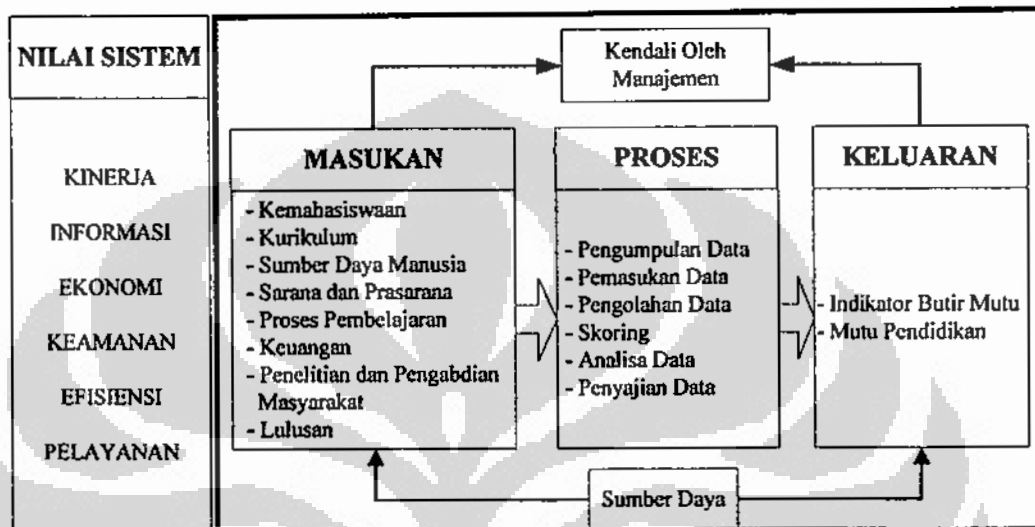 NILAI SISTEM
KINERJA
INFORMASI
EKONOMI
KEAMANAN
EFISIENSI
PELAYANAN
Kendali Oleh
Manajemen
MASUKAN
- Kemahasiswaan
- Kurikulum
- Sumber Daya Manusia
- Sarana dan Prasarana
- Proses Pembelajaran
- Keuangan
- Penelitian dan Pengabdian
Masyarakat
- Lulusan
PROSES
- Pengumpulan Data
- Pemasukan Data
- Pengolahan Data
- Skoring
- Analisa Data
- Penyajian Data
KELUARAN
- Indikator Butir Mutu
- Mutu Pendidikan
Sumber Daya